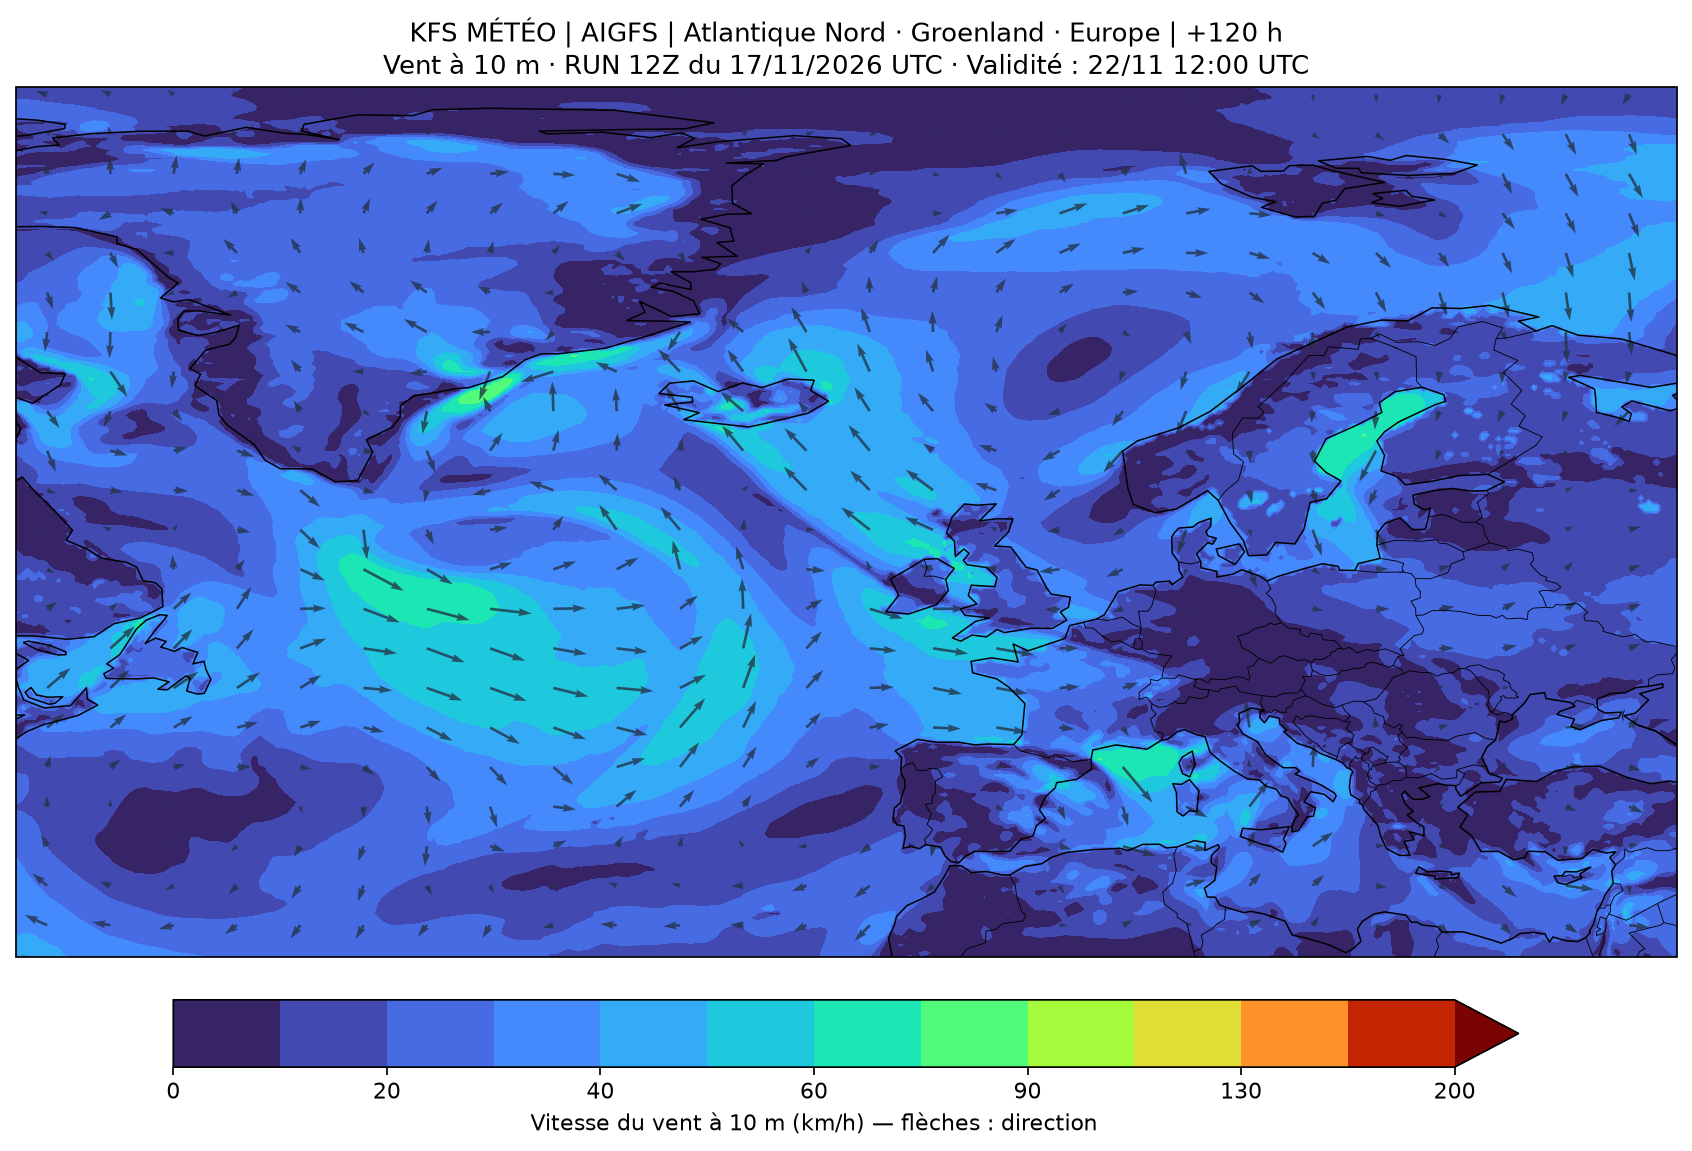 KFS MÉTÉO | AIGFS | Atlantique Nord · Groenland · Europe | +120 h
Vent à 10 m · RUN 12Z du 17/11/2026 UTC · Validité : 22/11 12:00 UTC
0 20 40 60 90 130 200
Vitesse du vent à 10 m (km/h) — flèches : direction